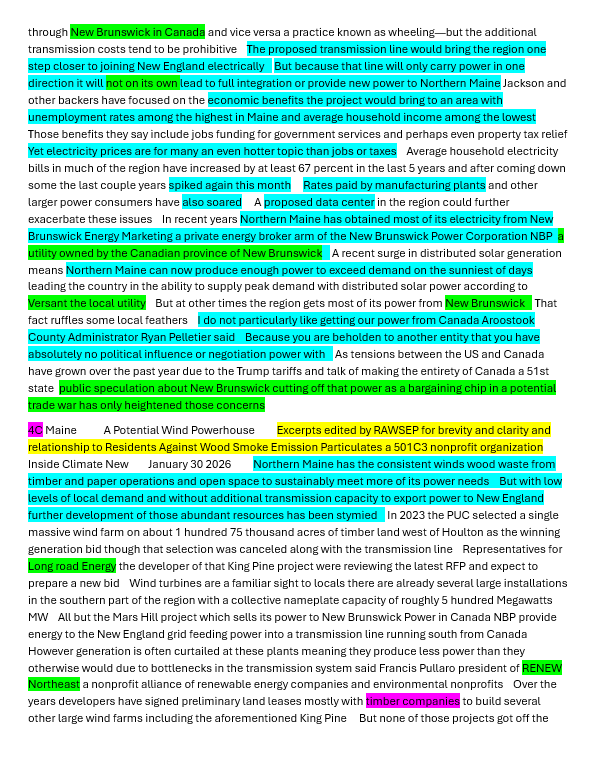 through New Brunswick in Canada and vice versa a practice known as wheeling—but the additional
transmission costs tend to be prohibitive   The proposed transmission line would bring the region one
step closer to joining New England electrically   But because that line will only carry power in one
direction it will not on its own lead to full integration or provide new power to Northern Maine Jackson and
other backers have focused on the economic benefits the project would bring to an area with
unemployment rates among the highest in Maine and average household income among the lowest
Those benefits they say include jobs funding for government services and perhaps even property tax relief
Yet electricity prices are for many an even hotter topic than jobs or taxes   Average household electricity
bills in much of the region have increased by at least 67 percent in the last 5 years and after coming down
some the last couple years spiked again this month   Rates paid by manufacturing plants and other
larger power consumers have also soared   A proposed data center in the region could further
exacerbate these issues   In recent years Northern Maine has obtained most of its electricity from New
Brunswick Energy Marketing a private energy broker arm of the New Brunswick Power Corporation NBP a
utility owned by the Canadian province of New Brunswick   A recent surge in distributed solar generation
means Northern Maine can now produce enough power to exceed demand on the sunniest of days
leading the country in the ability to supply peak demand with distributed solar power according to
Versant the local utility   But at other times the region gets most of its power from New Brunswick   That
fact ruffles some local feathers   I do not particularly like getting our power from Canada Aroostook
County Administrator Ryan Pelletier said   Because you are beholden to another entity that you have
absolutely no political influence or negotiation power with   As tensions between the US and Canada
have grown over the past year due to the Trump tariffs and talk of making the entirety of Canada a 51st
state public speculation about New Brunswick cutting off that power as a bargaining chip in a potential
trade war has only heightened those concerns
4C Maine   A Potential Wind Powerhouse   Excerpts edited by RAWSEP for brevity and clarity and
relationship to Residents Against Wood Smoke Emission Particulates a 501C3 nonprofit organization
Inside Climate New   January 30 2026   Northern Maine has the consistent winds wood waste from
timber and paper operations and open space to sustainably meet more of its power needs   But with low
levels of local demand and without additional transmission capacity to export power to New England
further development of those abundant resources has been stymied   In 2023 the PUC selected a single
massive wind farm on about 1 hundred 75 thousand acres of timber land west of Houlton as the winning
generation bid though that selection was canceled along with the transmission line   Representatives for
Long road Energy the developer of that King Pine project were reviewing the latest RFP and expect to
prepare a new bid   Wind turbines are a familiar sight to locals there are already several large installations
in the southern part of the region with a collective nameplate capacity of roughly 5 hundred Megawatts
MW   All but the Mars Hill project which sells its power to New Brunswick Power in Canada NBP provide
energy to the New England grid feeding power into a transmission line running south from Canada
However generation is often curtailed at these plants meaning they produce less power than they
otherwise would due to bottlenecks in the transmission system said Francis Pullaro president of RENEW
Northeast a nonprofit alliance of renewable energy companies and environmental nonprofits   Over the
years developers have signed preliminary land leases mostly with timber companies to build several
other large wind farms including the aforementioned King Pine   But none of those projects got off the